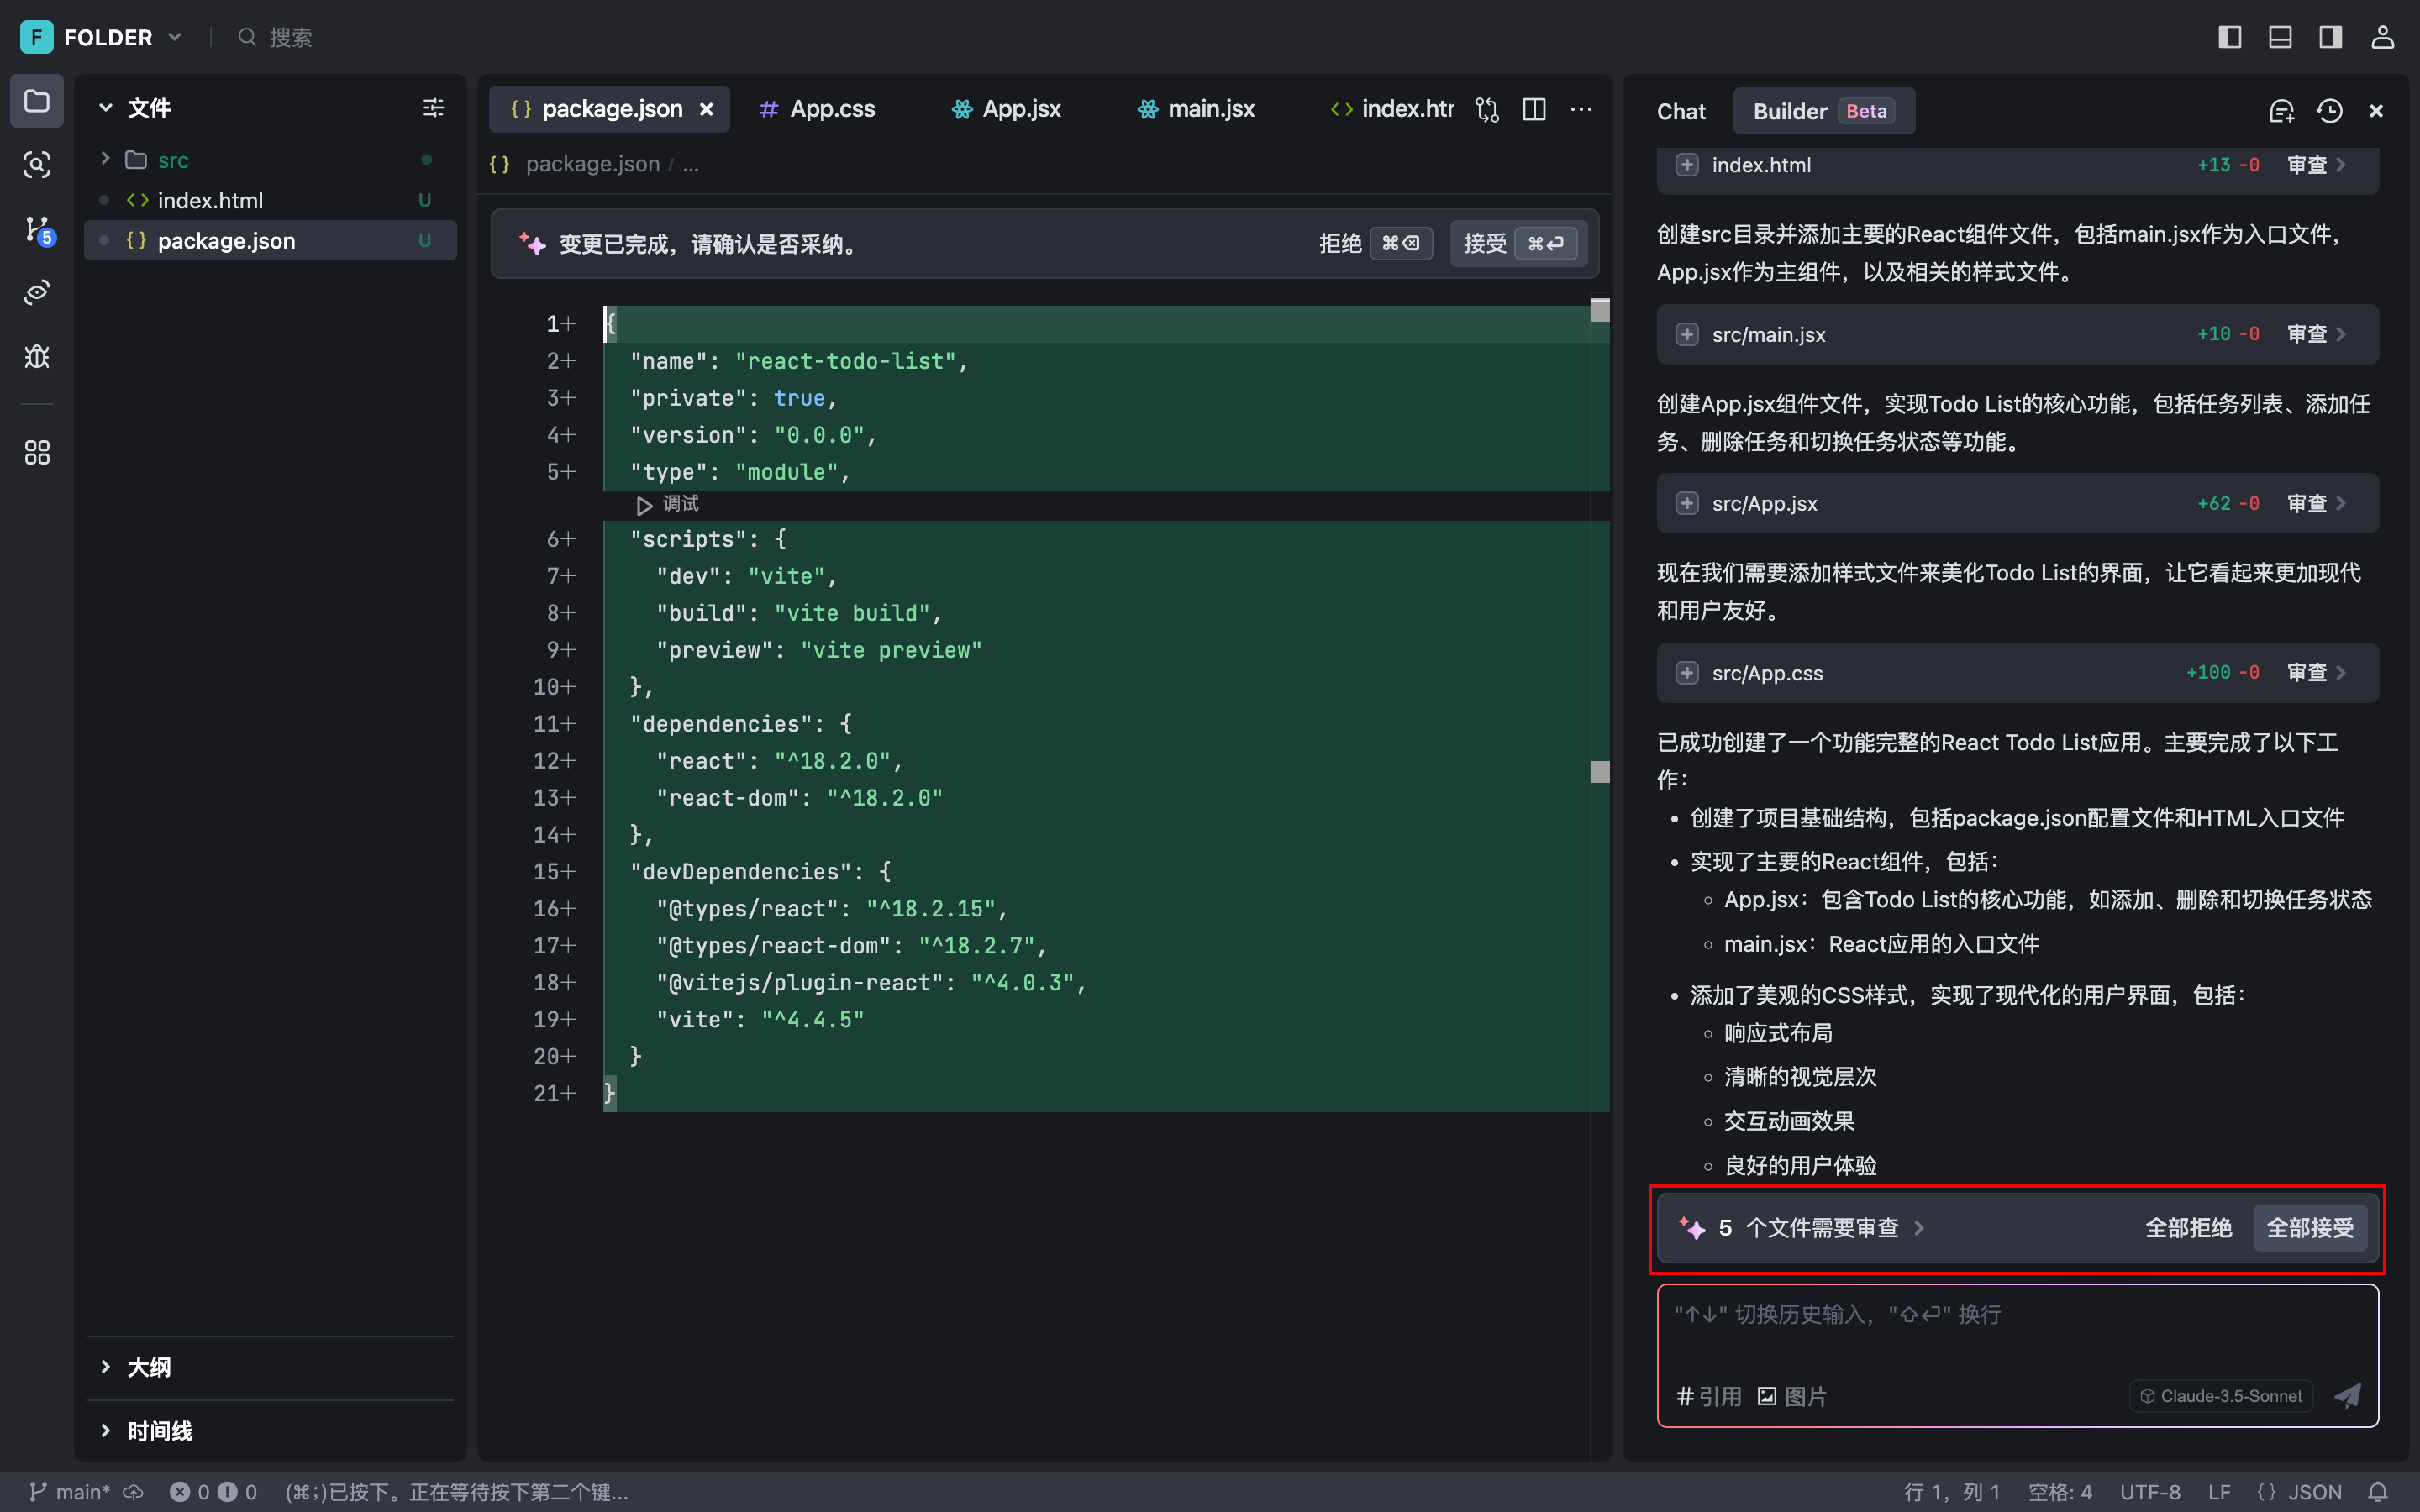 F FOLDER
搜索
文件
src
index.html U
package.json U
5
大纲
时间线
{ } package.json
# App.css
App.jsx
main.jsx
<> index.htr
{ } package.json / ...
变更已完成，请确认是否采纳。 拒绝 ⌘⌫ 接受 ⌘⏎
1+ {
2+ "name": "react-todo-list",
3+ "private": true,
4+ "version": "0.0.0",
5+ "type": "module",
调试
6+ "scripts": {
7+ "dev": "vite",
8+ "build": "vite build",
9+ "preview": "vite preview"
10+ },
11+ "dependencies": {
12+ "react": "^18.2.0",
13+ "react-dom": "^18.2.0"
14+ },
15+ "devDependencies": {
16+ "@types/react": "^18.2.15",
17+ "@types/react-dom": "^18.2.7",
18+ "@vitejs/plugin-react": "^4.0.3",
19+ "vite": "^4.4.5"
20+ }
21+ }
Chat Builder Beta
index.html +13 -0 审查
创建src目录并添加主要的React组件文件，包括main.jsx作为入口文件，
App.jsx作为主组件，以及相关的样式文件。
src/main.jsx +10 -0 审查
创建App.jsx组件文件，实现Todo List的核心功能，包括任务列表、添加任
务、删除任务和切换任务状态等功能。
src/App.jsx +62 -0 审查
现在我们需要添加样式文件来美化Todo List的界面，让它看起来更加现代
和用户友好。
src/App.css +100 -0 审查
已成功创建了一个功能完整的React Todo List应用。主要完成了以下工
作：
• 创建了项目基础结构，包括package.json配置文件和HTML入口文件
• 实现了主要的React组件，包括：
◦ App.jsx：包含Todo List的核心功能，如添加、删除和切换任务状态
◦ main.jsx：React应用的入口文件
• 添加了美观的CSS样式，实现了现代化的用户界面，包括：
◦ 响应式布局
◦ 清晰的视觉层次
◦ 交互动画效果
◦ 良好的用户体验
5 个文件需要审查 全部拒绝 全部接受
"↑↓" 切换历史输入，"⇧⏎" 换行
# 引用 图片 Claude-3.5-Sonnet
main* 0 0 (⌘;)已按下。正在等待按下第二个键... 行 1，列 1 空格: 4 UTF-8 LF { } JSON